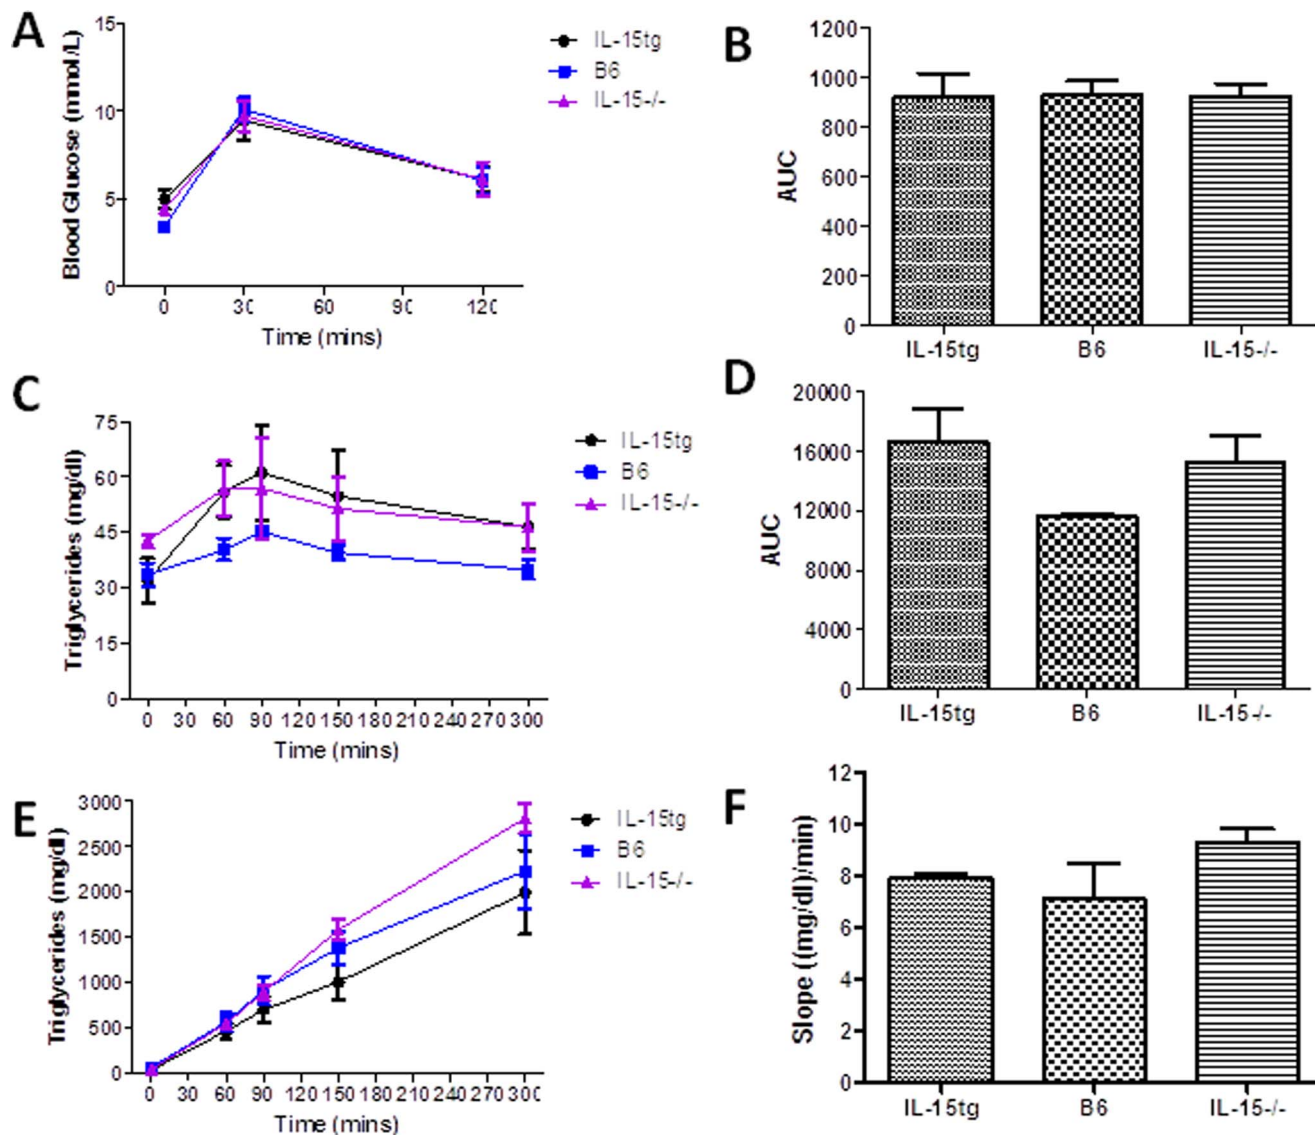 A
Blood Glucose (mmol/L)
15
10
5
0
0 30 60 90 120
Time (mins)
IL-15tg
B6
IL-15-/-
B
AUC
1200
1000
800
600
400
200
0
IL-15tg B6 IL-15-/-
C
Triglycerides (mg/dl)
75
60
45
30
15
0
0 30 60 90 120 150 180 210 240 270 300
Time (mins)
IL-15tg
B6
IL-15-/-
D
AUC
20000
16000
12000
8000
4000
0
IL-15tg B6 IL-15-/-
E
Triglycerides (mg/dl)
3000
2500
2000
1500
1000
500
0
0 30 60 90 120 150 180 210 240 270 300
Time (mins)
IL-15tg
B6
IL-15-/-
F
Slope ((mg/dl)/min)
12
10
8
6
4
2
0
IL-15tg B6 IL-15-/-